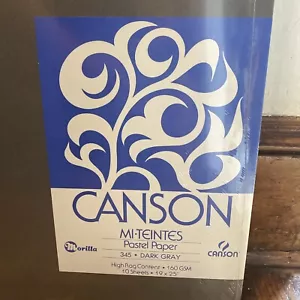 CANSON
MI-TEINTES
Pastel Paper
345 • DARK GRAY
Morilla
CANSON
High Rag Content • 160 GSM
10 Sheets • 19 x 25"